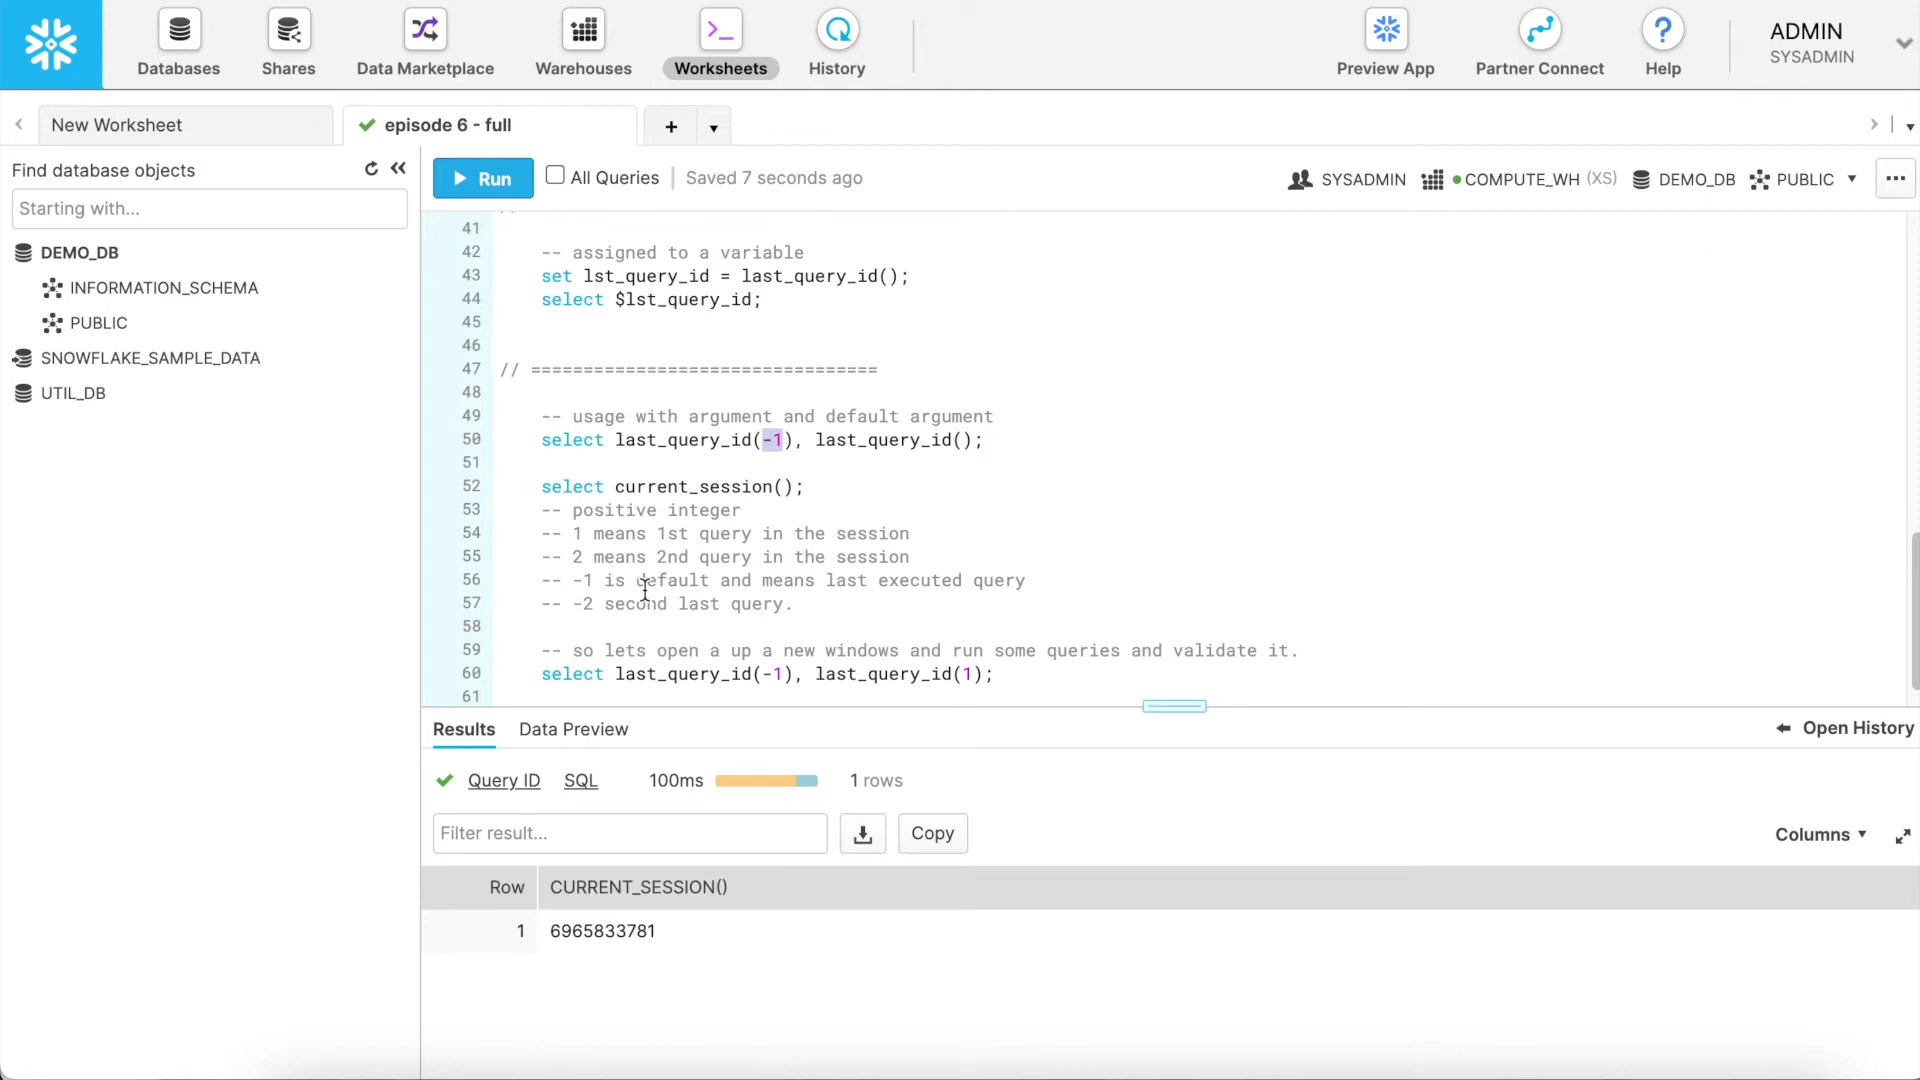 Databases
Shares
Data Marketplace
Warehouses
Worksheets
History
Preview App
Partner Connect
Help
ADMIN
SYSADMIN
New Worksheet
episode 6 - full
+
Find database objects
Starting with...
DEMO_DB
INFORMATION_SCHEMA
PUBLIC
SNOWFLAKE_SAMPLE_DATA
UTIL_DB
Run
All Queries
Saved 7 seconds ago
SYSADMIN
COMPUTE_WH (XS)
DEMO_DB
PUBLIC
41
42 -- assigned to a variable
43 set lst_query_id = last_query_id();
44 select $lst_query_id;
45
46
47 // =================================
48
49 -- usage with argument and default argument
50 select last_query_id(-1), last_query_id();
51
52 select current_session();
53 -- positive integer
54 -- 1 means 1st query in the session
55 -- 2 means 2nd query in the session
56 -- -1 is default and means last executed query
57 -- -2 second last query.
58
59 -- so lets open a up a new windows and run some queries and validate it.
60 select last_query_id(-1), last_query_id(1);
61
Results
Data Preview
Open History
Query ID
SQL
100ms
1 rows
Filter result...
Copy
Columns
Row CURRENT_SESSION()
1 6965833781